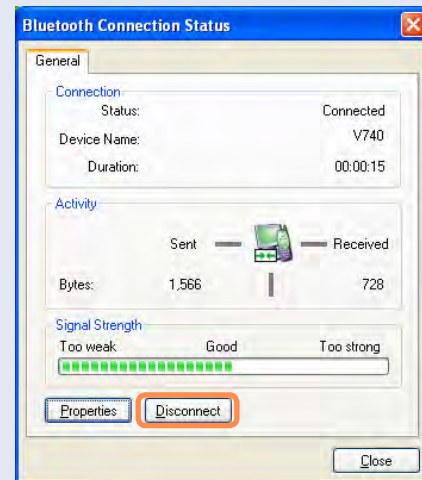 Bluetooth Connection Status
General
Connection
Status: Connected
Device Name: V740
Duration: 00:00:15
Activity
Sent Received
Bytes: 1,566 728
Signal Strength
Too weak Good Too strong
Properties Disconnect
Close